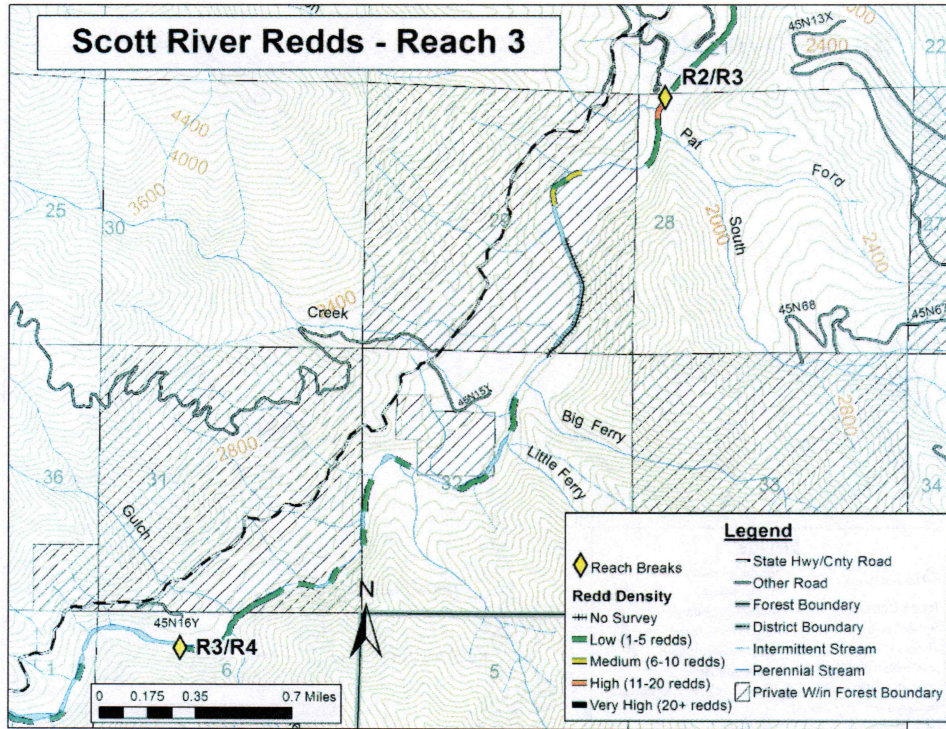 Scott River Redds - Reach 3
45N13X
2400
22
R2/R3
4400
4000
3600
Pat
Ford
25
30
29
28
27
2000
South
2400
2400
Creek
45N68
45N67
45N15Y
2800
2800
Big Ferry
Little Ferry
36
31
32
33
34
Gulch
N
45N16Y
R3/R4
1
6
5
0 0.175 0.35 0.7 Miles
Legend
Reach Breaks
Redd Density
No Survey
Low (1-5 redds)
Medium (6-10 redds)
High (11-20 redds)
Very High (20+ redds)
State Hwy/Cnty Road
Other Road
Forest Boundary
District Boundary
Intermittent Stream
Perennial Stream
Private W/in Forest Boundary